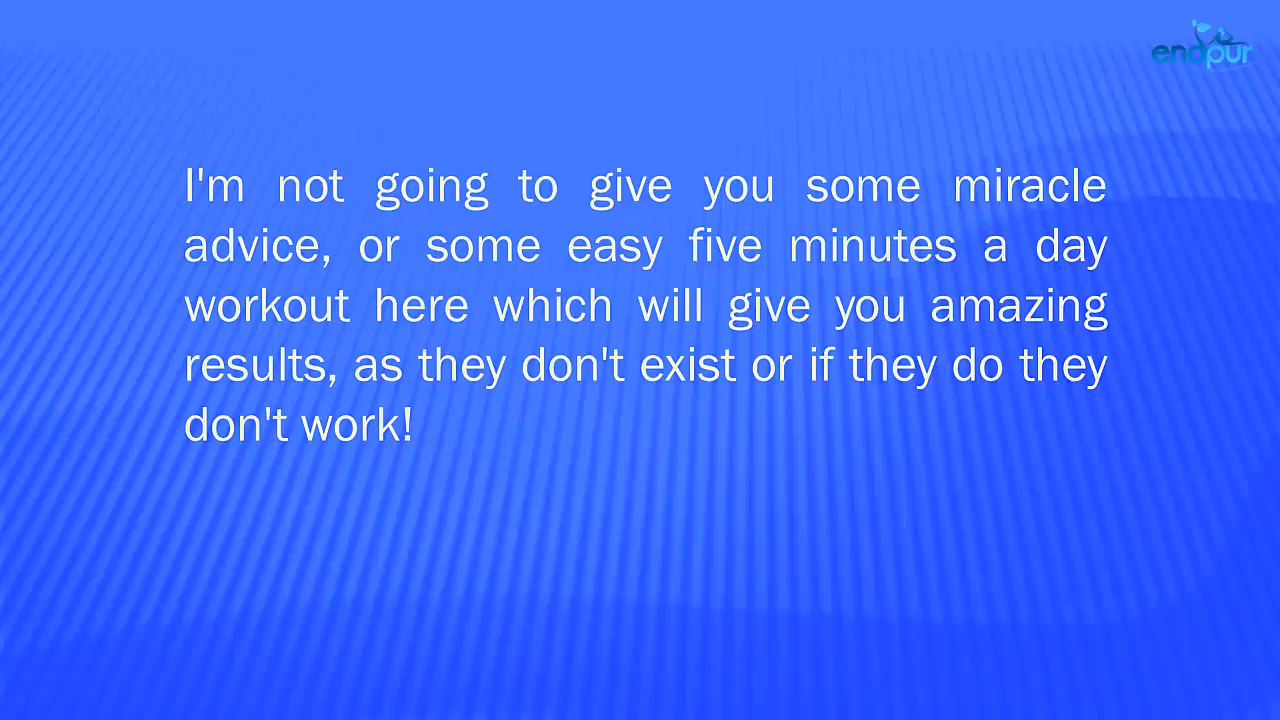 endpur
I'm not going to give you some miracle
advice, or some easy five minutes a day
workout here which will give you amazing
results, as they don't exist or if they do they
don't work!